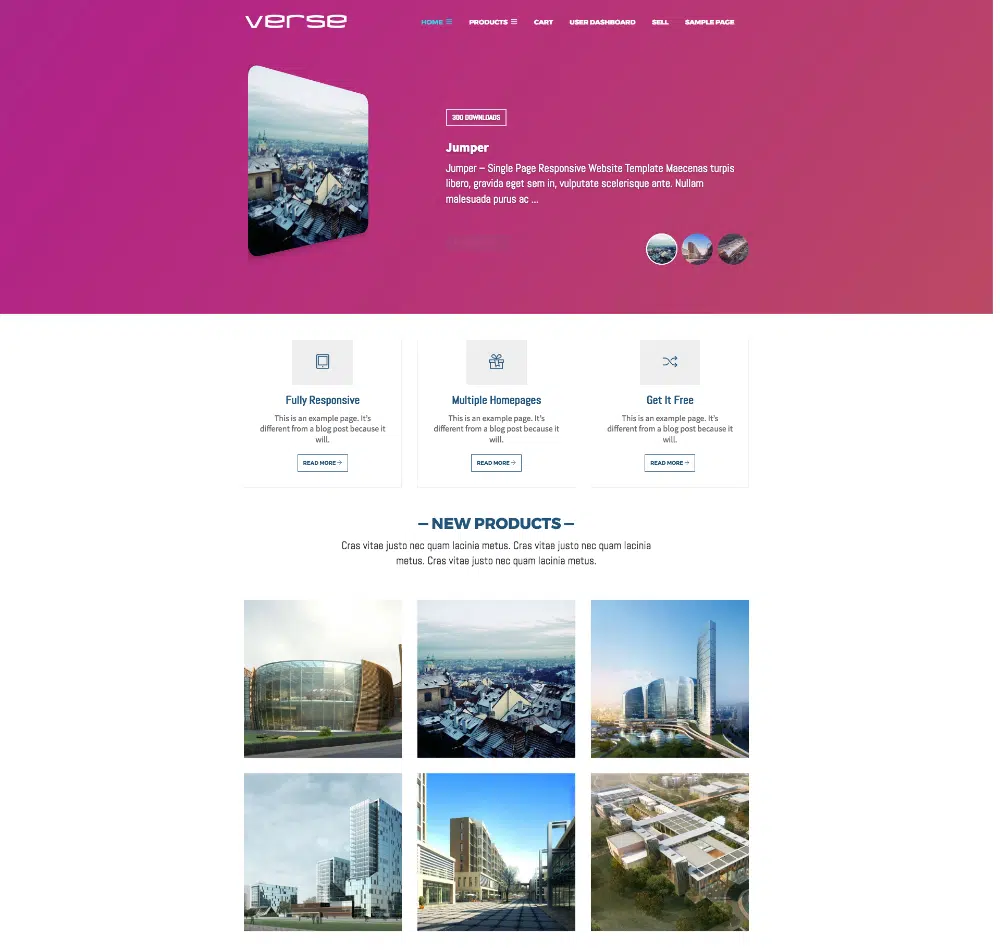 verse
HOME PRODUCTS CART USER DASHBOARD SELL SAMPLE PAGE
300 DOWNLOADS
Jumper
Jumper – Single Page Responsive Website Template Maecenas turpis
libero, gravida eget sem in, vulputate scelerisque ante. Nullam
malesuada purus ac ...
Fully Responsive
This is an example page. It's
different from a blog post because it
will.
READ MORE
Multiple Homepages
This is an example page. It's
different from a blog post because it
will.
READ MORE
Get It Free
This is an example page. It's
different from a blog post because it
will.
READ MORE
– NEW PRODUCTS –
Cras vitae justo nec quam lacinia metus. Cras vitae justo nec quam lacinia
metus. Cras vitae justo nec quam lacinia metus.